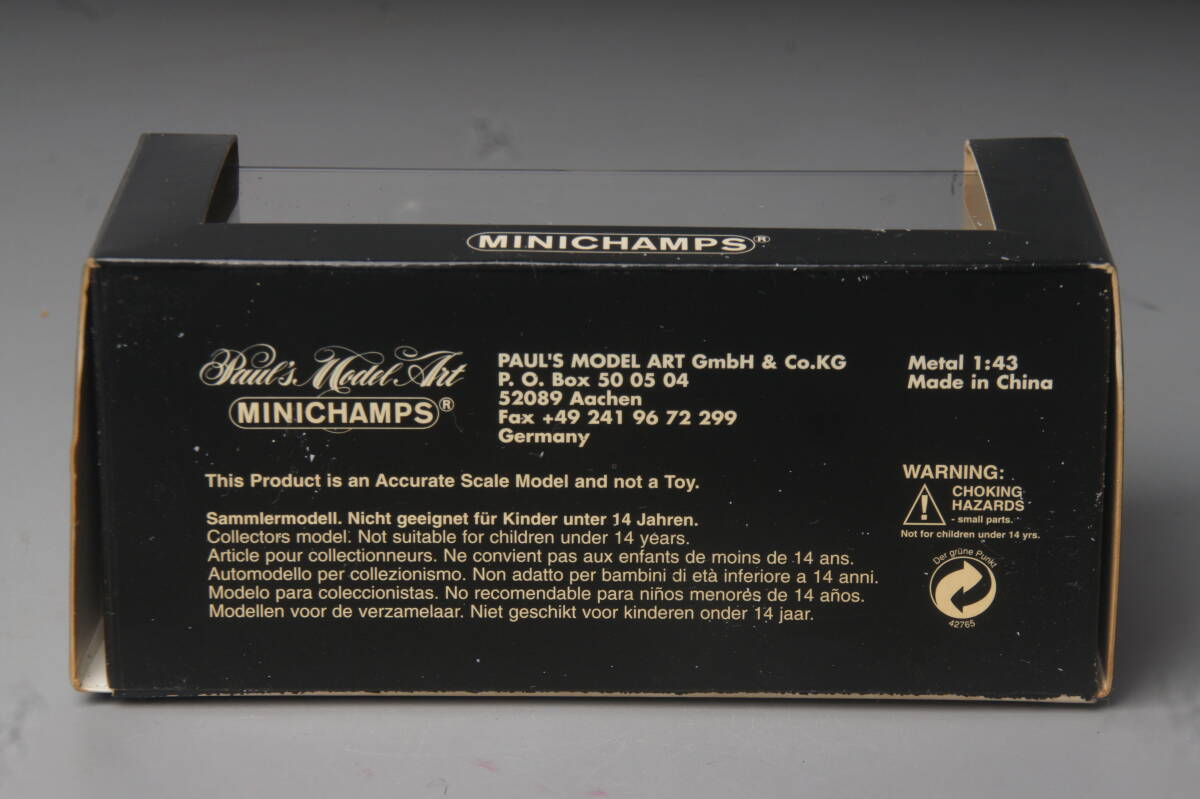 MINICHAMPS®
Paul's Model Art
MINICHAMPS®
PAUL'S MODEL ART GmbH & Co.KG
P. O. Box 50 05 04
52089 Aachen
Fax +49 241 96 72 299
Germany
Metal 1:43
Made in China
This Product is an Accurate Scale Model and not a Toy.
Sammlermodell. Nicht geeignet für Kinder unter 14 Jahren.
Collectors model. Not suitable for children under 14 years.
Article pour collectionneurs. Ne convient pas aux enfants de moins de 14 ans.
Automodello per collezionismo. Non adatto per bambini di età inferiore a 14 anni.
Modelo para coleccionistas. No recomendable para niños menores de 14 años.
Modellen voor de verzamelaar. Niet geschikt voor kinderen onder 14 jaar.
WARNING:
! CHOKING
HAZARDS
- small parts.
Not for children under 14 yrs.
Der grüne Punkt
42765